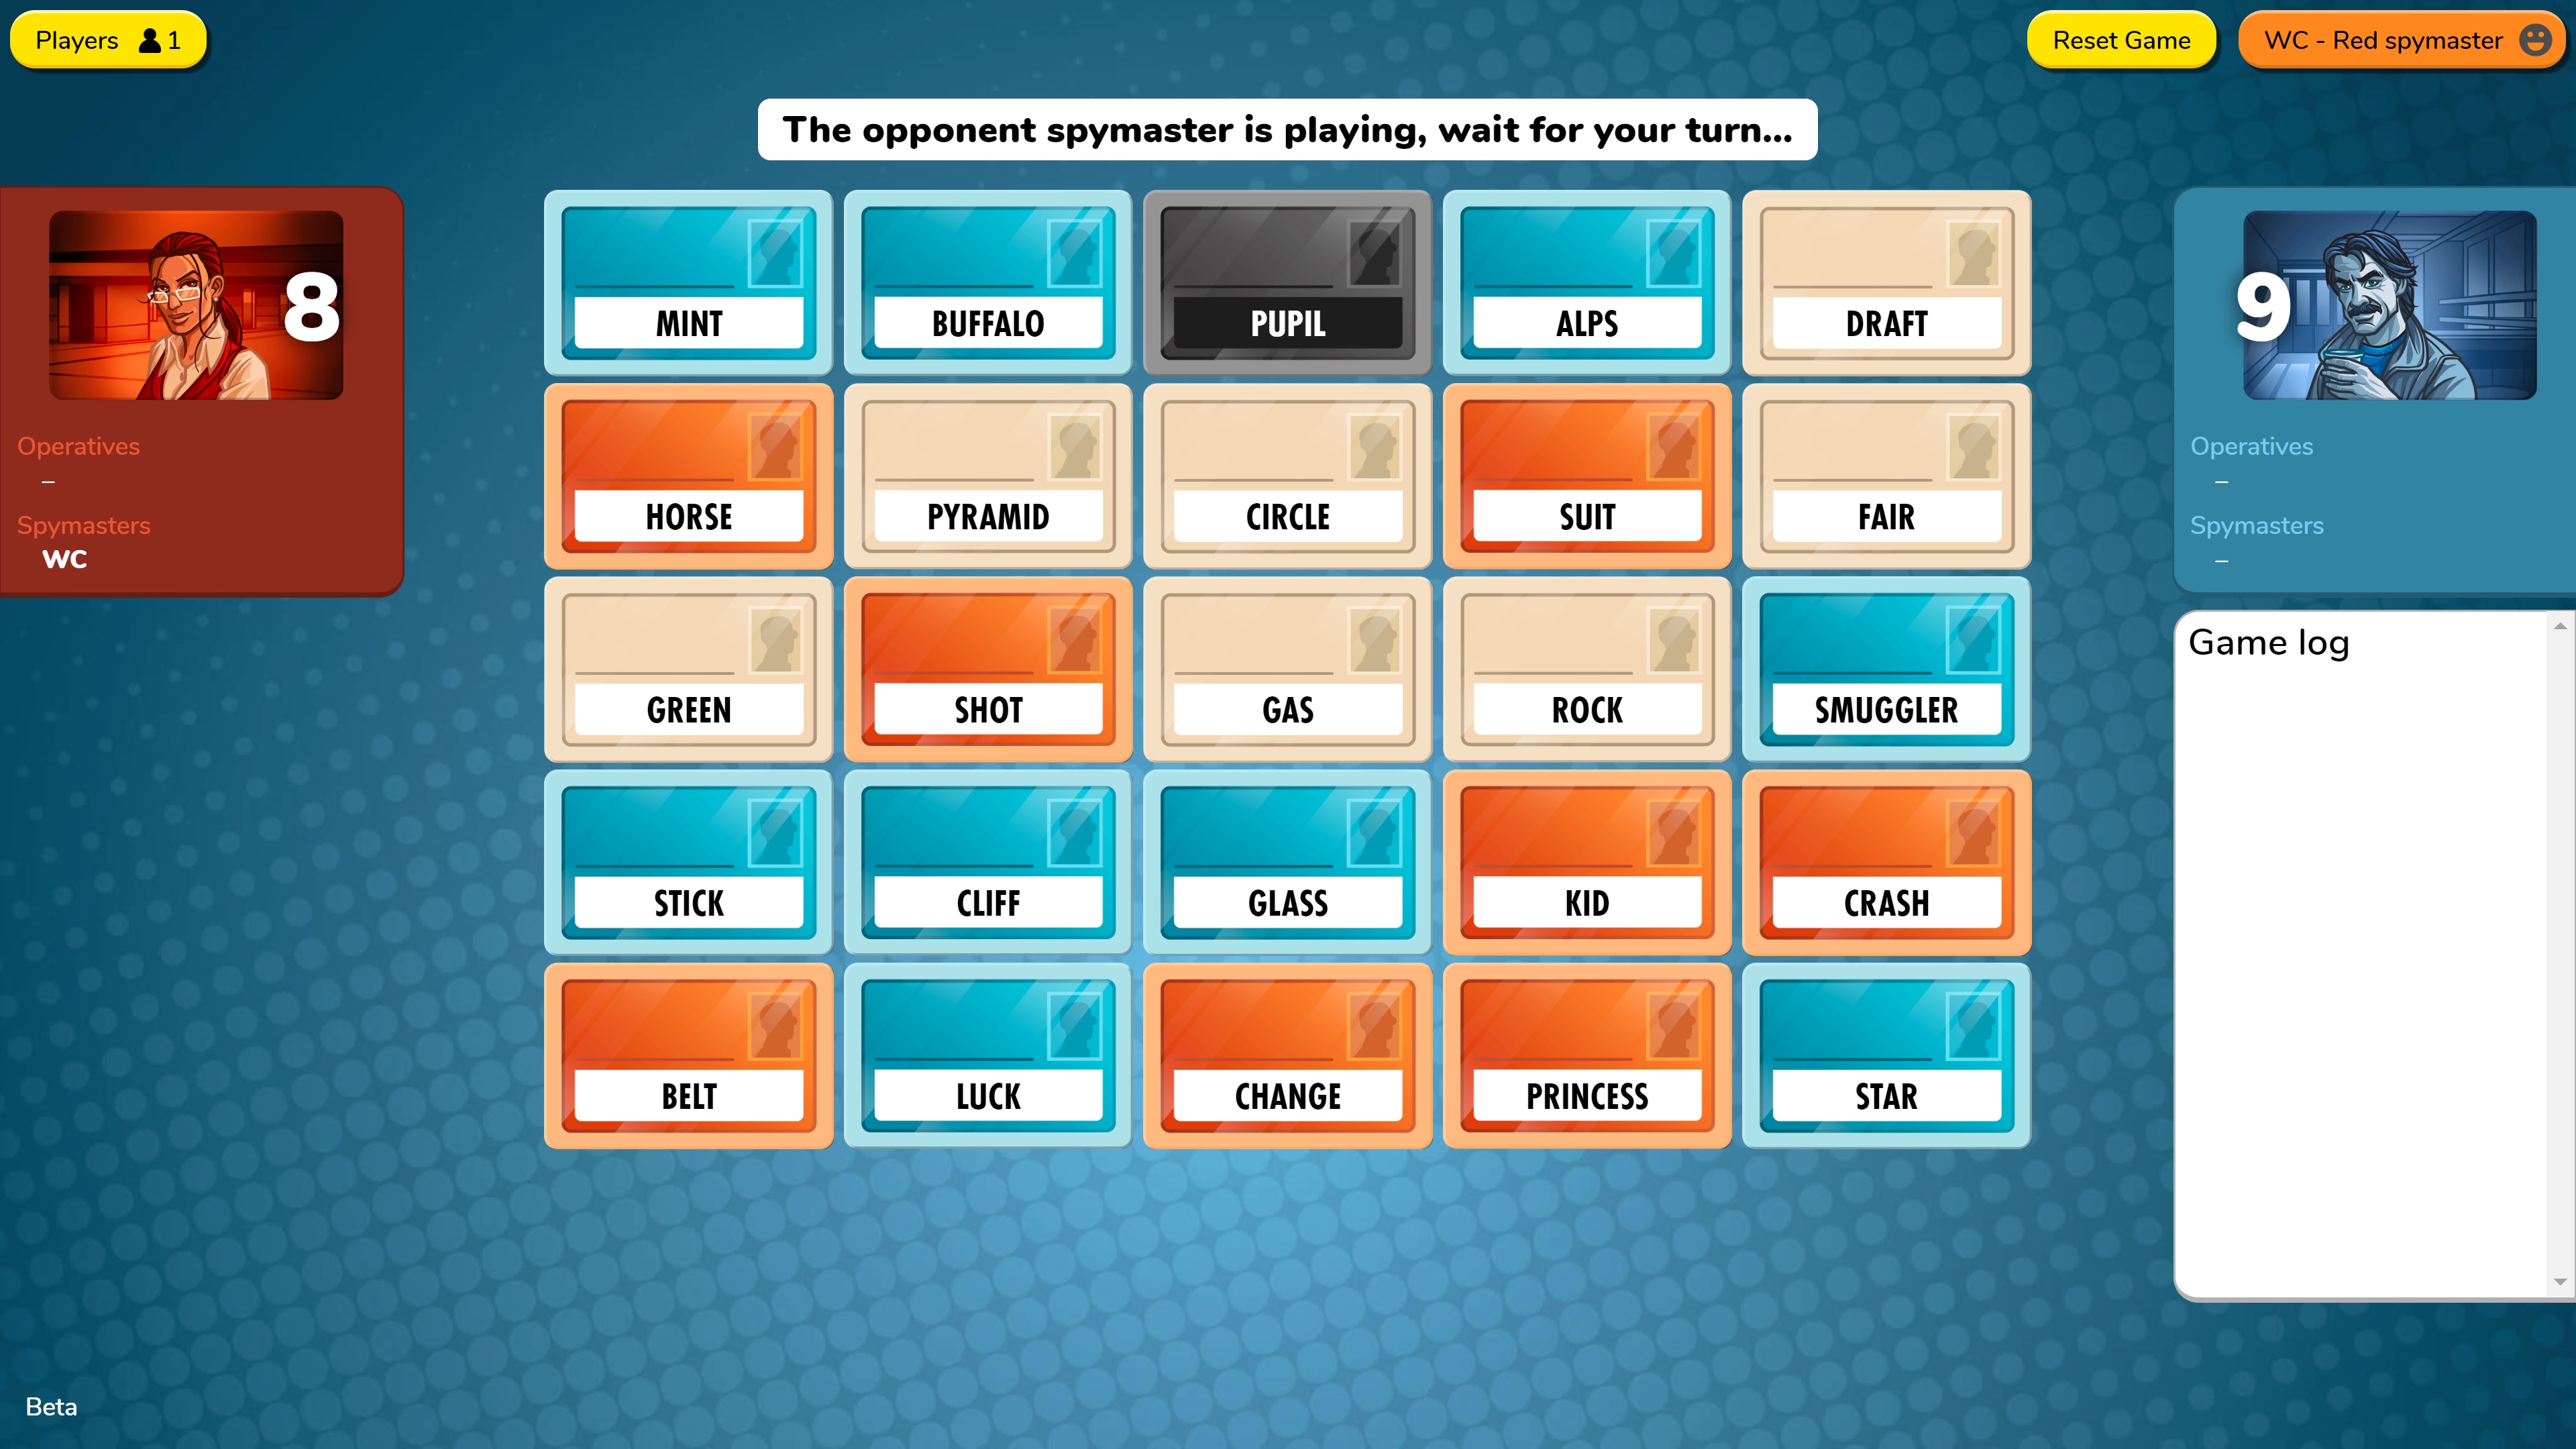 Players 1
Reset Game
WC - Red spymaster
The opponent spymaster is playing, wait for your turn...
8
Operatives
–
Spymasters
WC
9
Operatives
–
Spymasters
–
MINT
BUFFALO
PUPIL
ALPS
DRAFT
HORSE
PYRAMID
CIRCLE
SUIT
FAIR
GREEN
SHOT
GAS
ROCK
SMUGGLER
STICK
CLIFF
GLASS
KID
CRASH
BELT
LUCK
CHANGE
PRINCESS
STAR
Game log
Beta